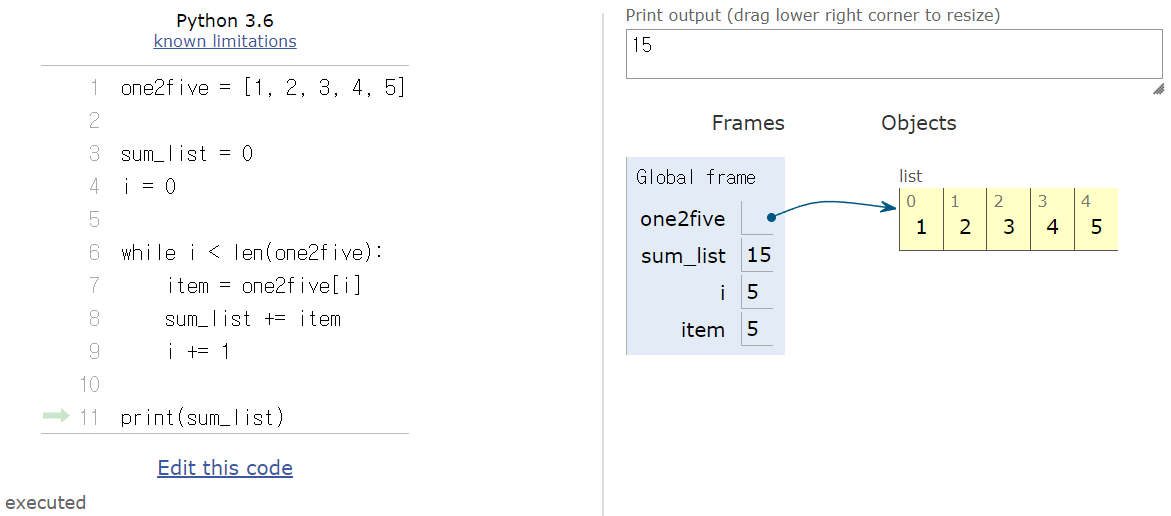 Python 3.6
known limitations
1 one2five = [1, 2, 3, 4, 5]
2
3 sum_list = 0
4 i = 0
5
6 while i < len(one2five):
7     item = one2five[i]
8     sum_list += item
9     i += 1
10
11 print(sum_list)
Edit this code
executed
Print output (drag lower right corner to resize)
15
Frames Objects
Global frame
one2five
sum_list 15
i 5
item 5
list
0 1 2 3 4
1 2 3 4 5